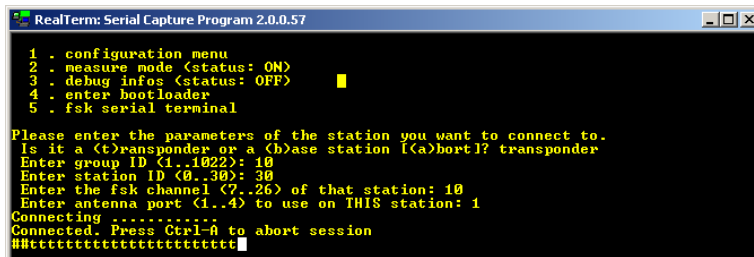 RealTerm: Serial Capture Program 2.0.0.57
1 . configuration menu
2 . measure mode (status: ON)
3 . debug infos (status: OFF)
4 . enter bootloader
5 . fsk serial terminal
Please enter the parameters of the station you want to connect to.
Is it a (t)ransponder or a (b)ase station [(a)bort]? transponder
Enter group ID (1..1022): 10
Enter station ID (0..30): 30
Enter the fsk channel (7..26) of that station: 10
Enter antenna port (1..4) to use on THIS station: 1
Connecting ............
Connected. Press Ctrl-A to abort session
##ttttttttttttttttttttttt